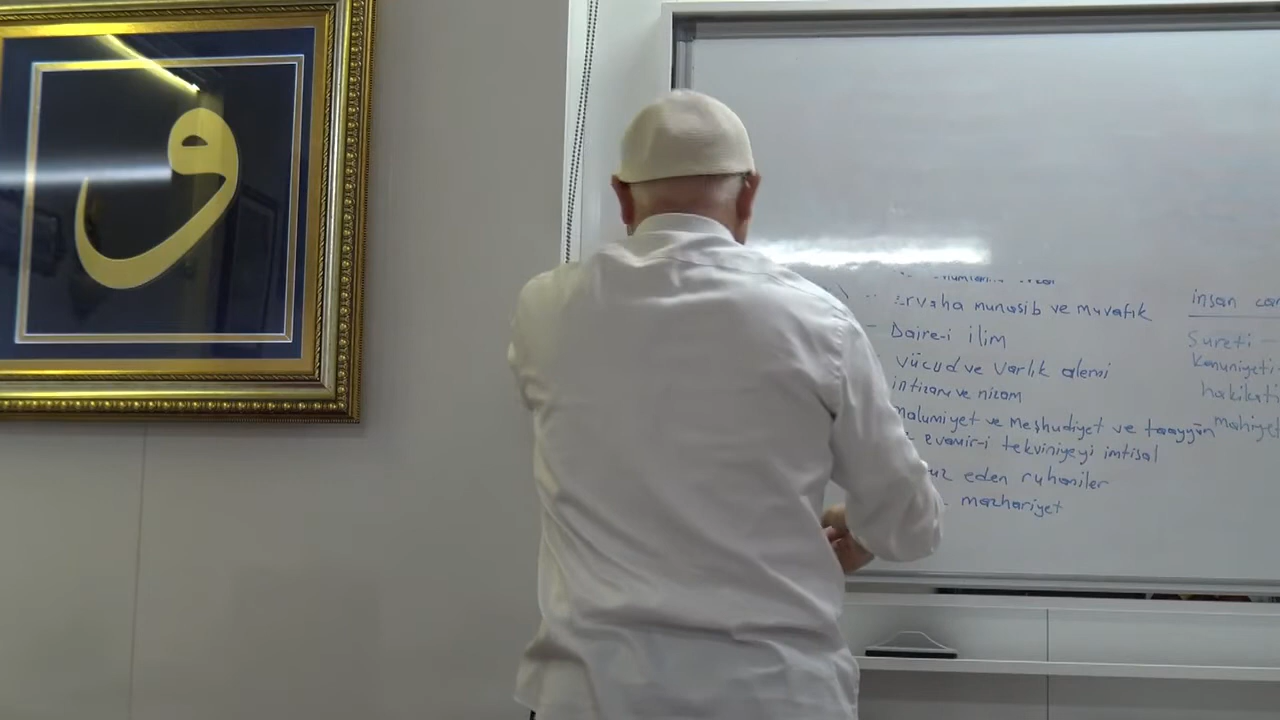 و
ervaha munasib ve muvafık
Daire-i ilim
vücud ve varlık alemi
intizam ve nizam
malumiyet ve meşhudiyet ve taayyün
evamir-i tekviniyeyi imtisal
eden ruhaniler
mazhariyet
insan
Sureti —
Kanuniyeti
hakikati
mahiyet